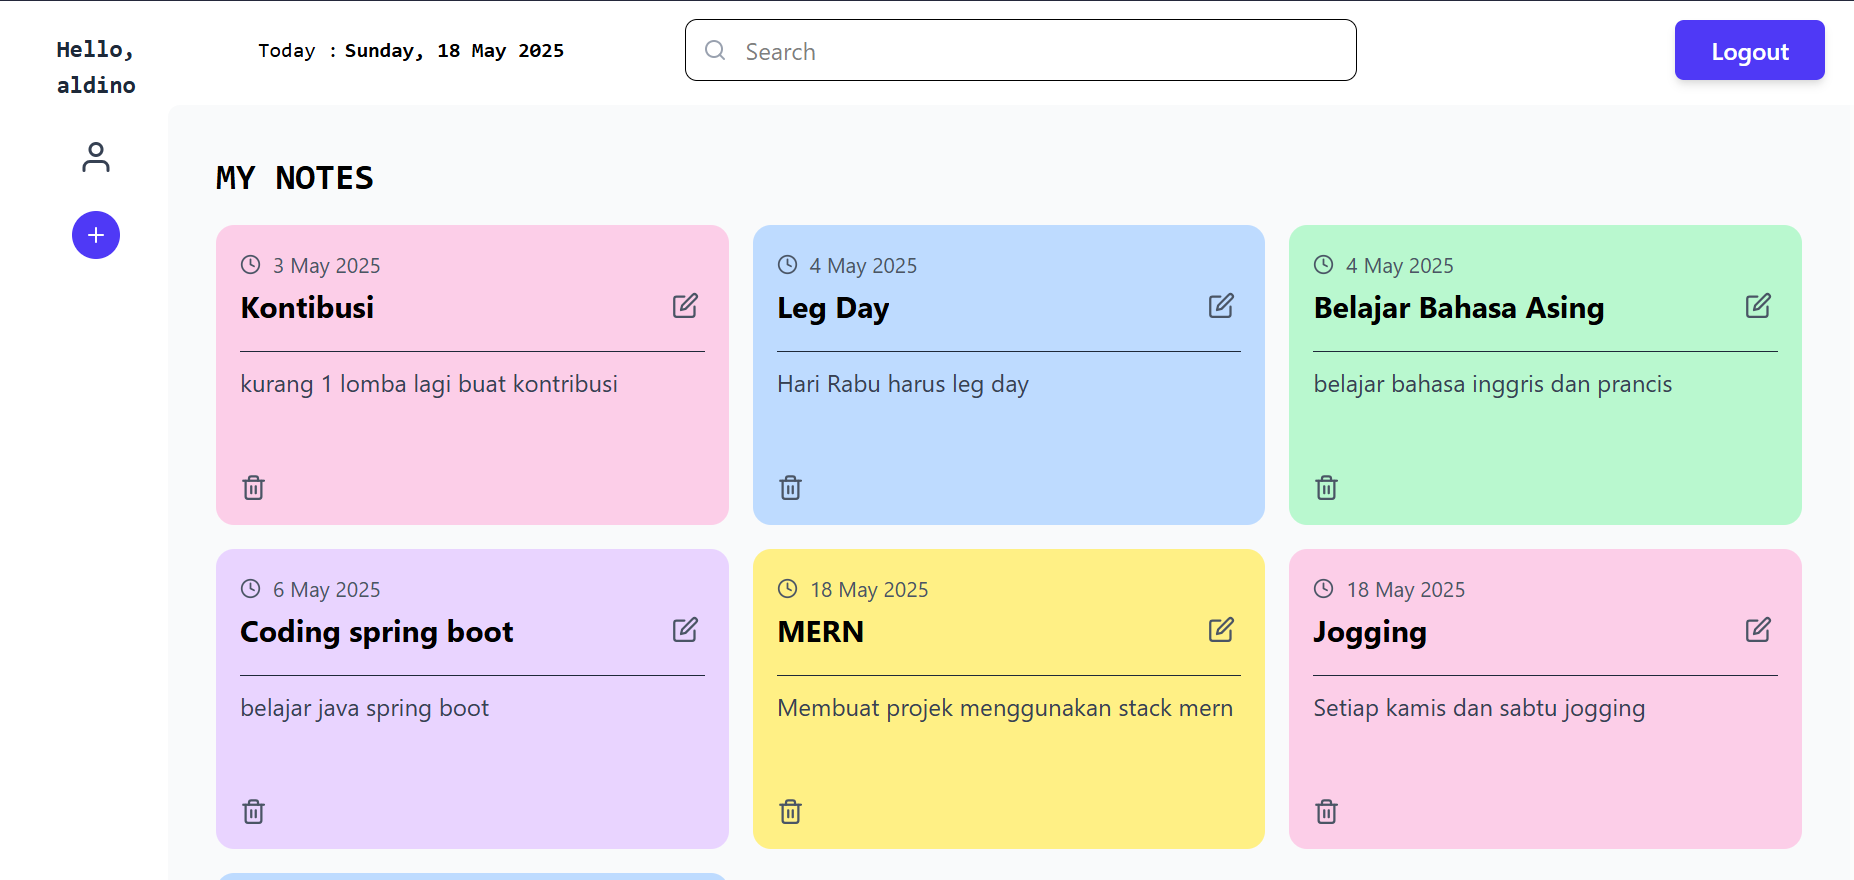 Hello,
aldino
Today : Sunday, 18 May 2025
Search
Logout
MY NOTES
3 May 2025
Kontibusi
kurang 1 lomba lagi buat kontribusi
4 May 2025
Leg Day
Hari Rabu harus leg day
4 May 2025
Belajar Bahasa Asing
belajar bahasa inggris dan prancis
6 May 2025
Coding spring boot
belajar java spring boot
18 May 2025
MERN
Membuat projek menggunakan stack mern
18 May 2025
Jogging
Setiap kamis dan sabtu jogging